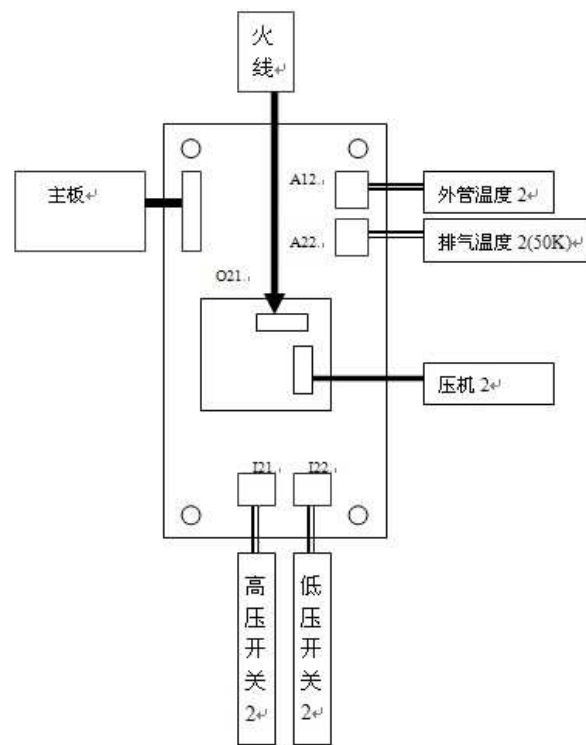 火
线↵
主板↵
A12.↵
外管温度 2↵
A22.↵
排气温度 2(50K)↵
O21.↵
压机 2↵
I21.↵
I22.↵
高
压
开
关
2↵
低
压
开
关
2↵